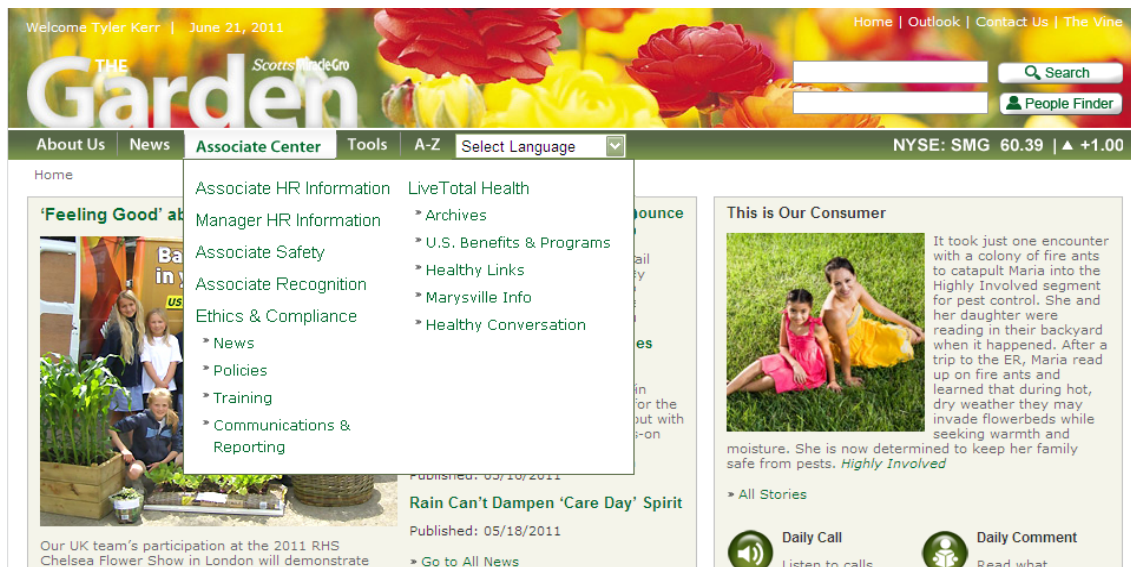 Welcome Tyler Kerr | June 21, 2011
Home | Outlook | Contact Us | The Vine
THE
Scotts Miracle-Gro
Garden
Search
People Finder
About Us
News
Associate Center
Tools
A-Z
Select Language
NYSE: SMG 60.39 | ▲ +1.00
Home
Associate HR Information
Manager HR Information
Associate Safety
Associate Recognition
Ethics & Compliance
» News
» Policies
» Training
» Communications &
Reporting
LiveTotal Health
» Archives
» U.S. Benefits & Programs
» Healthy Links
» Marysville Info
» Healthy Conversation
‘Feeling Good’
Our UK team’s participation at the 2011 RHS
Chelsea Flower Show in London will demonstrate
for the
with
Rain Can’t Dampen ‘Care Day’ Spirit
Published: 05/18/2011
» Go to All News
This is Our Consumer
It took just one encounter
with a colony of fire ants
to catapult Maria into the
Highly Involved segment
for pest control. She and
her daughter were
reading in their backyard
when it happened. After a
trip to the ER, Maria read
up on fire ants and
learned that during hot,
dry weather they may
invade flowerbeds while
seeking warmth and
moisture. She is now determined to keep her family
safe from pests. Highly Involved
» All Stories
Daily Call
Listen to calls
Daily Comment
Read what